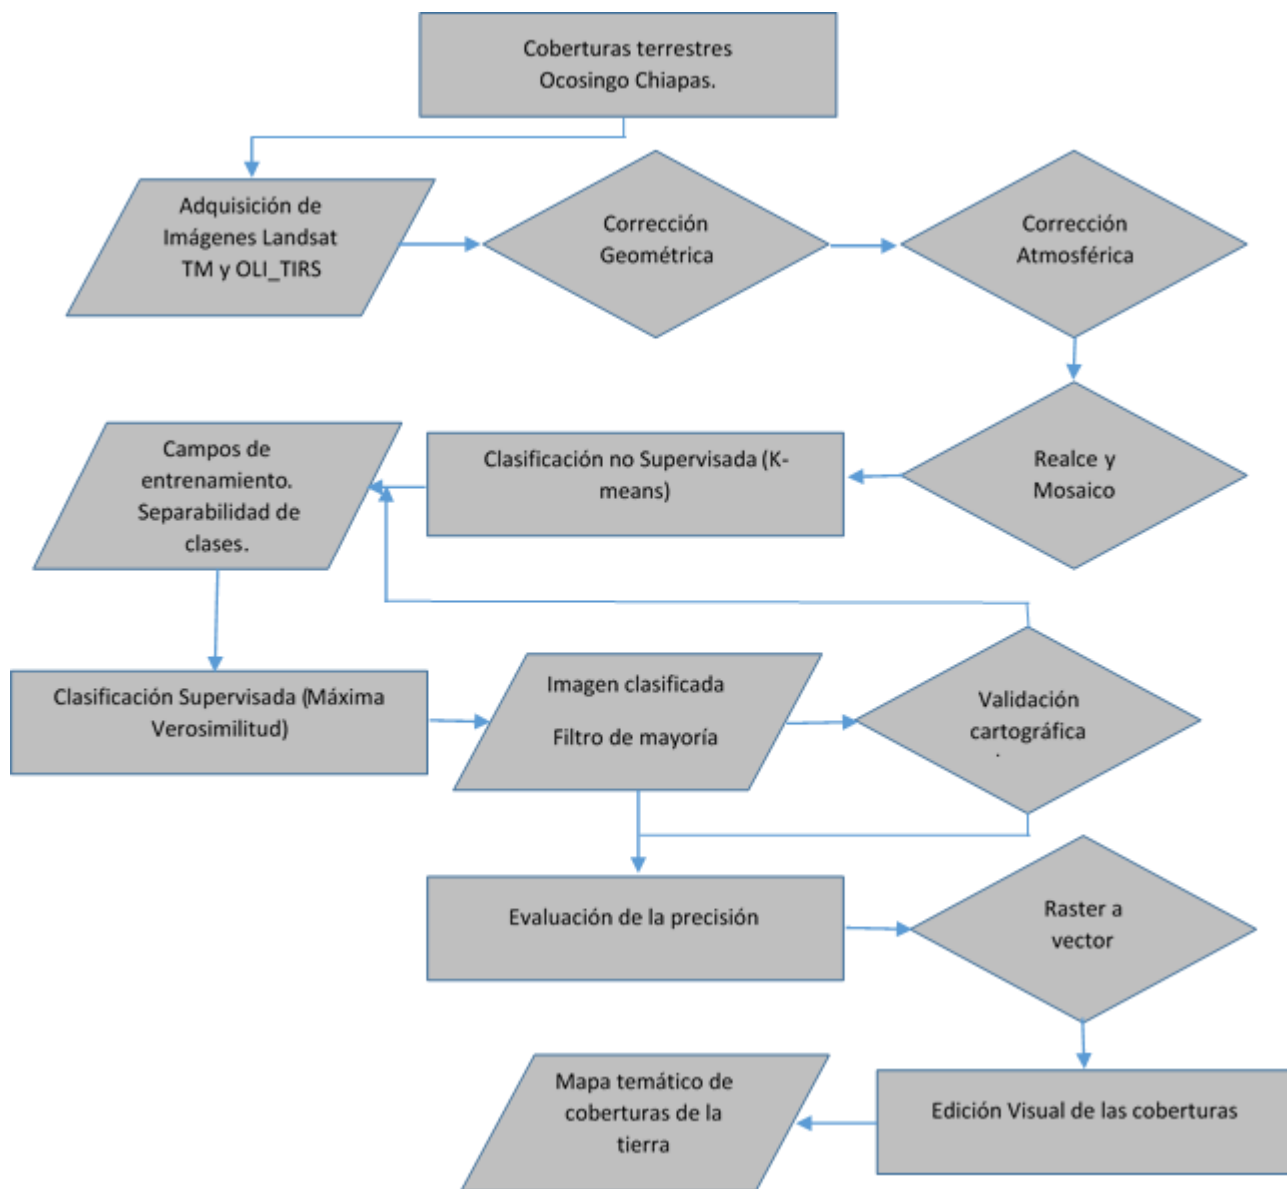 Coberturas terrestres
Ocosingo Chiapas.
Adquisición de
Imágenes Landsat
TM y OLI_TIRS
Corrección
Geométrica
Corrección
Atmosférica
Realce y
Mosaico
Clasificación no Supervisada (K-
means)
Campos de
entrenamiento.
Separabilidad de
clases.
Clasificación Supervisada (Máxima
Verosimilitud)
Imagen clasificada
Filtro de mayoría
Validación
cartográfica
.
Evaluación de la precisión
Raster a
vector
Edición Visual de las coberturas
Mapa temático de
coberturas de la
tierra